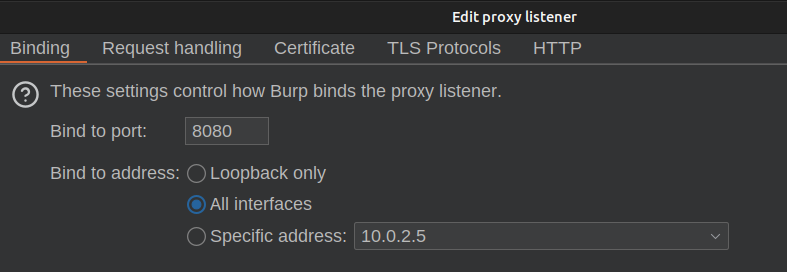 Edit proxy listener
Binding Request handling Certificate TLS Protocols HTTP
? These settings control how Burp binds the proxy listener.
Bind to port: 8080
Bind to address: Loopback only
All interfaces
Specific address: 10.0.2.5